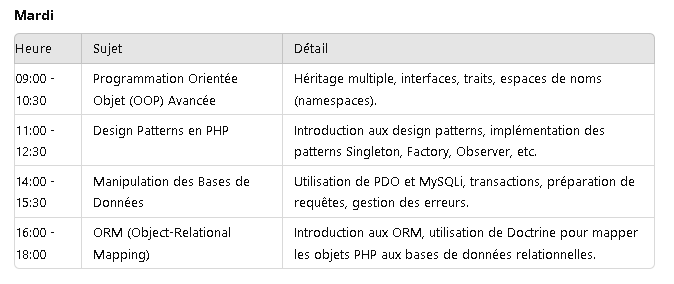 Mardi
Heure Sujet Détail
09:00 - Programmation Orientée Héritage multiple, interfaces, traits, espaces de noms
10:30 Objet (OOP) Avancée (namespaces).
11:00 - Design Patterns en PHP Introduction aux design patterns, implémentation des
12:30 patterns Singleton, Factory, Observer, etc.
14:00 - Manipulation des Bases de Utilisation de PDO et MySQLi, transactions, préparation de
15:30 Données requêtes, gestion des erreurs.
16:00 - ORM (Object-Relational Introduction aux ORM, utilisation de Doctrine pour mapper
18:00 Mapping) les objets PHP aux bases de données relationnelles.